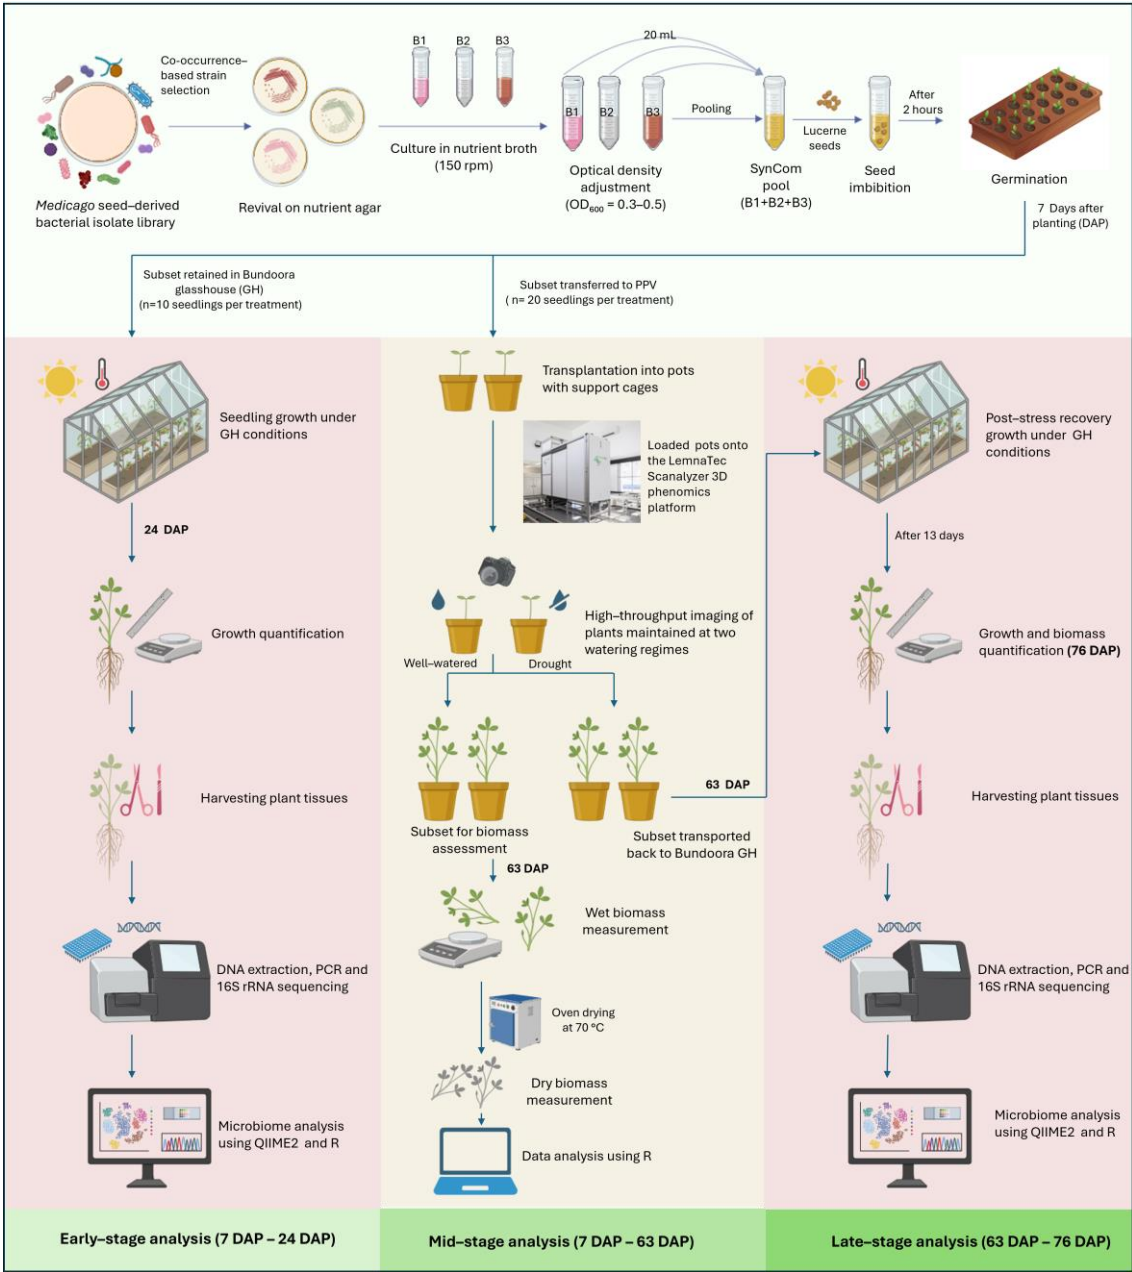 Co-occurrence–
based strain
selection
Medicago seed–derived
bacterial isolate library
Revival on nutrient agar
B1
B2
B3
Culture in nutrient broth
(150 rpm)
20 mL
B1
B2
B3
Optical density
adjustment
(OD₆₀₀ = 0.3–0.5)
Pooling
SynCom
pool
(B1+B2+B3)
Lucerne
seeds
Seed
imbibition
After
2 hours
Germination
7 Days after
planting (DAP)
Subset retained in Bundoora
glasshouse (GH)
(n=10 seedlings per treatment)
Subset transferred to PPV
( n= 20 seedlings per treatment)
Seedling growth under
GH conditions
24 DAP
Growth quantification
Harvesting plant tissues
DNA extraction, PCR and
16S rRNA sequencing
Microbiome analysis
using QIIME2 and R
Early–stage analysis (7 DAP – 24 DAP)
Transplantation into pots
with support cages
Loaded pots onto
the LemnaTec
Scanalyzer 3D
phenomics
platform
High–throughput imaging of
plants maintained at two
watering regimes
Well–watered
Drought
Subset for biomass
assessment
63 DAP
Subset transported
back to Bundoora GH
63 DAP
Wet biomass
measurement
Oven drying
at 70 °C
Dry biomass
measurement
Data analysis using R
Mid–stage analysis (7 DAP – 63 DAP)
Post–stress recovery
growth under GH
conditions
After 13 days
Growth and biomass
quantification (76 DAP)
Harvesting plant tissues
DNA extraction, PCR and
16S rRNA sequencing
Microbiome analysis
using QIIME2 and R
Late–stage analysis (63 DAP – 76 DAP)